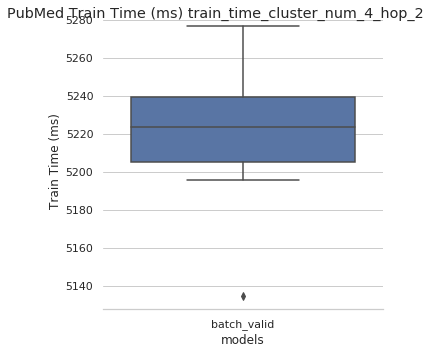 PubMed Train Time (ms) train_time_cluster_num_4_hop_2
5280
5260
5240
5220
5200
5180
5160
5140
Train Time (ms)
batch_valid
models